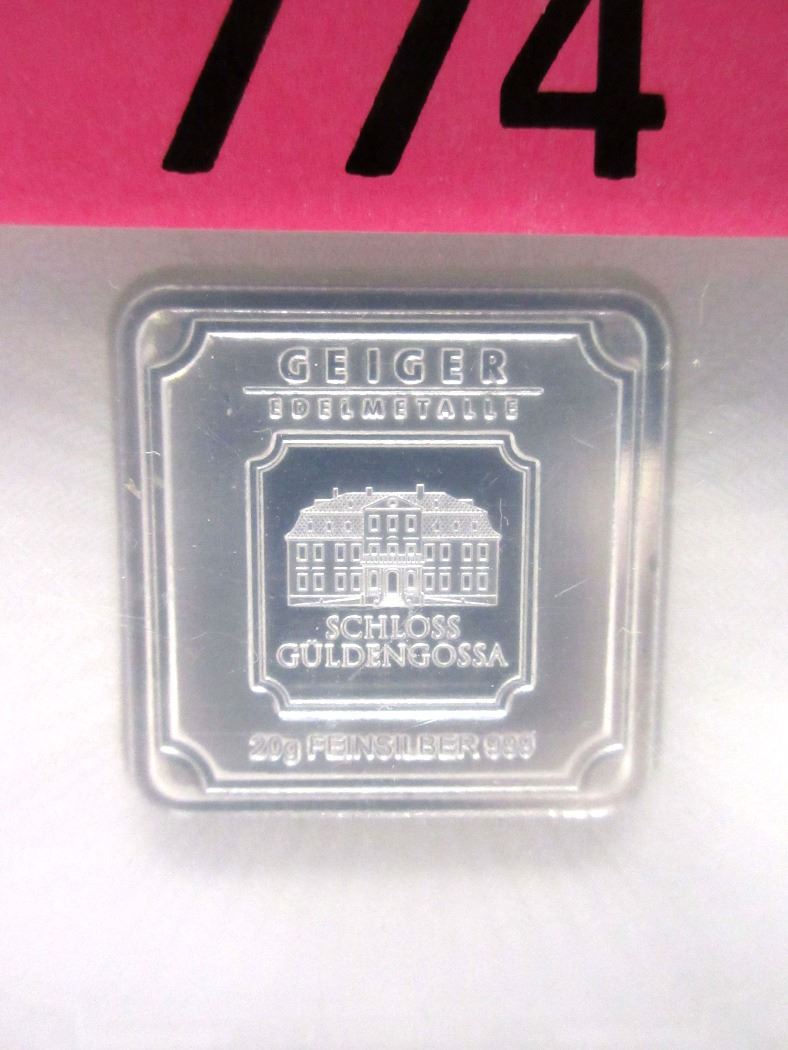 774
GEIGER
EDELMETALLE
SCHLOSS
GÜLDENGOSSA
20g FEINSILBER 999